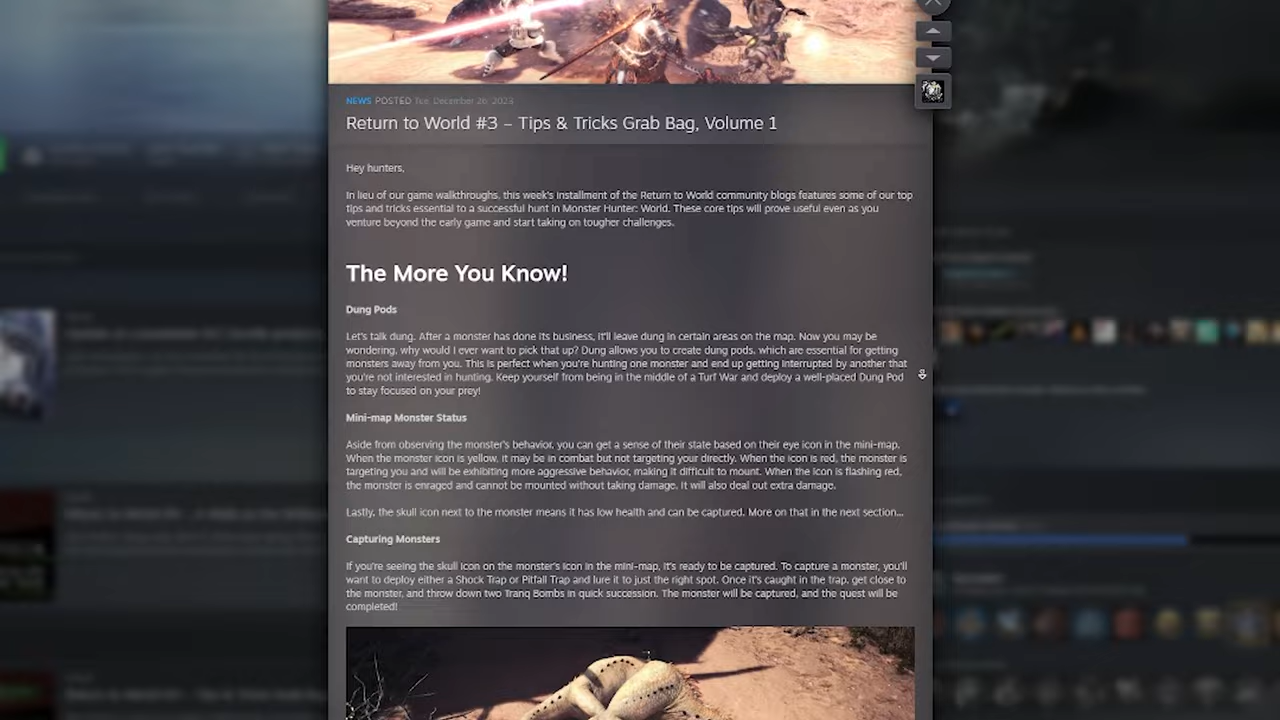 NEWS POSTED Tue, December 26, 2023
Return to World #3 – Tips & Tricks Grab Bag, Volume 1
Hey hunters,
In lieu of our game walkthroughs, this week's installment of the Return to World community blogs features some of our top
tips and tricks essential to a successful hunt in Monster Hunter: World. These core tips will prove useful even as you
venture beyond the early game and start taking on tougher challenges.
The More You Know!
Dung Pods
Let's talk dung. After a monster has done its business, it'll leave dung in certain areas on the map. Now you may be
wondering, why would I ever want to pick that up? Dung allows you to create dung pods, which are essential for getting
monsters away from you. This is perfect when you're hunting one monster and end up getting interrupted by another that
you're not interested in hunting. Keep yourself from being in the middle of a Turf War and deploy a well-placed Dung Pod
to stay focused on your prey!
Mini-map Monster Status
Aside from observing the monster's behavior, you can get a sense of their state based on their eye icon in the mini-map.
When the monster icon is yellow, it may be in combat but not targeting your directly. When the icon is red, the monster is
targeting you and will be exhibiting more aggressive behavior, making it difficult to mount. When the icon is flashing red,
the monster is enraged and cannot be mounted without taking damage. It will also deal out extra damage.
Lastly, the skull icon next to the monster means it has low health and can be captured. More on that in the next section...
Capturing Monsters
If you're seeing the skull icon on the monster's icon in the mini-map, it's ready to be captured. To capture a monster, you'll
want to deploy either a Shock Trap or Pitfall Trap and lure it to just the right spot. Once it's caught in the trap, get close to
the monster, and throw down two Tranq Bombs in quick succession. The monster will be captured, and the quest will be
completed!